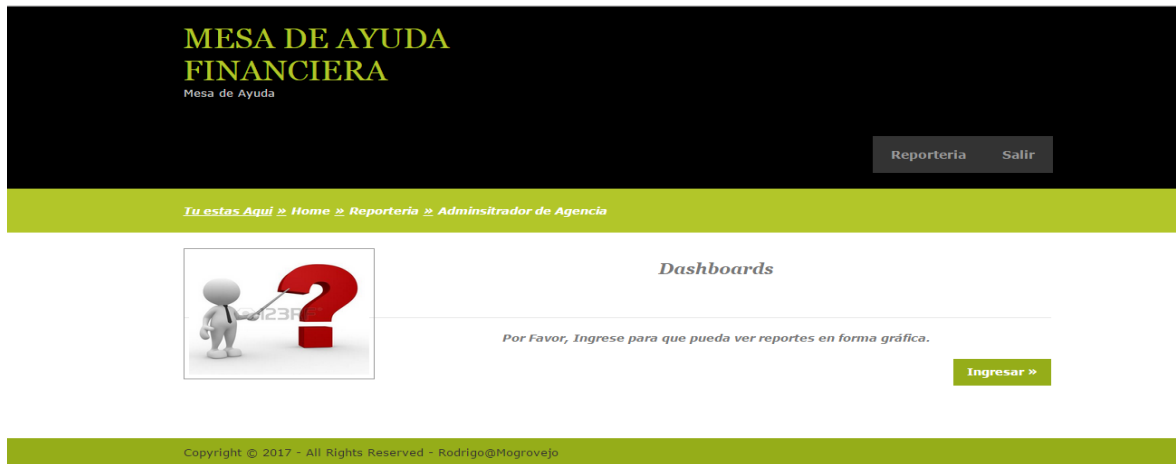 MESA DE AYUDA
FINANCIERA
Mesa de Ayuda
Reporteria Salir
Tu estas Aqui » Home » Reporteria » Adminsitrador de Agencia
Dashboards
Por Favor, Ingrese para que pueda ver reportes en forma gráfica.
Ingresar »
Copyright © 2017 - All Rights Reserved - Rodrigo@Mogrovejo